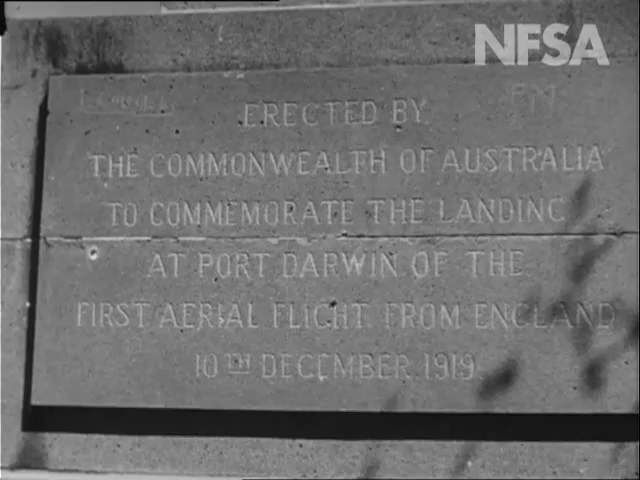 NFSA
ERECTED BY
THE COMMONWEALTH OF AUSTRALIA
TO COMMEMORATE THE LANDING
AT PORT DARWIN OF THE
FIRST AERIAL FLIGHT FROM ENGLAND
10TH DECEMBER 1919